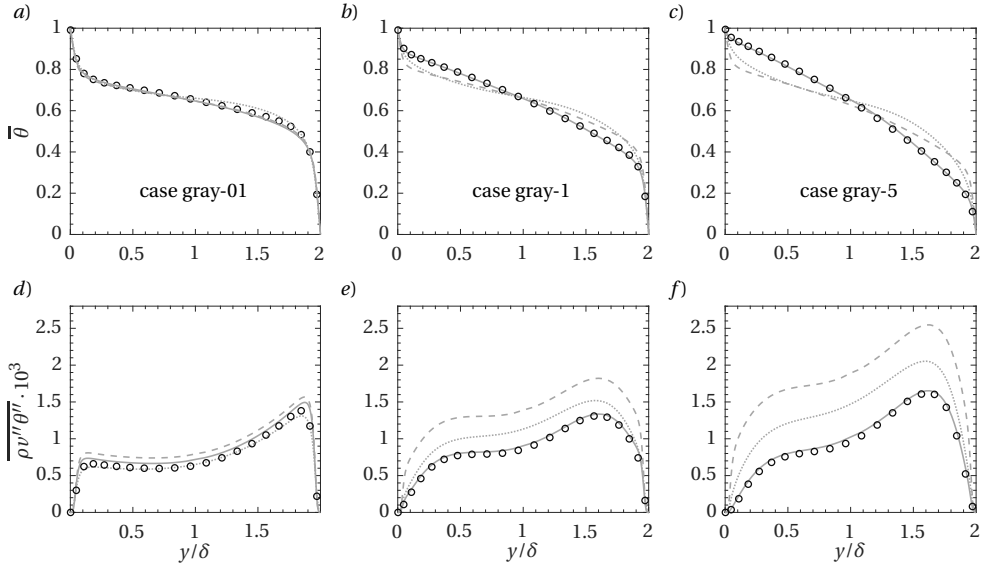 a) b) c)
1 1 1
0.8 0.8 0.8
0.6 0.6 0.6
θ̅
0.4 0.4 0.4
case gray-01 case gray-1 case gray-5
0.2 0.2 0.2
0 0 0
0 0.5 1 1.5 2 0 0.5 1 1.5 2 0 0.5 1 1.5 2
d) e) f)
2.5 2.5 2.5
2 2 2
1.5 1.5 1.5
ρv″θ″·10³
1 1 1
0.5 0.5 0.5
0 0 0
0 0.5 1 1.5 2 0 0.5 1 1.5 2 0 0.5 1 1.5 2
y/δ y/δ y/δ